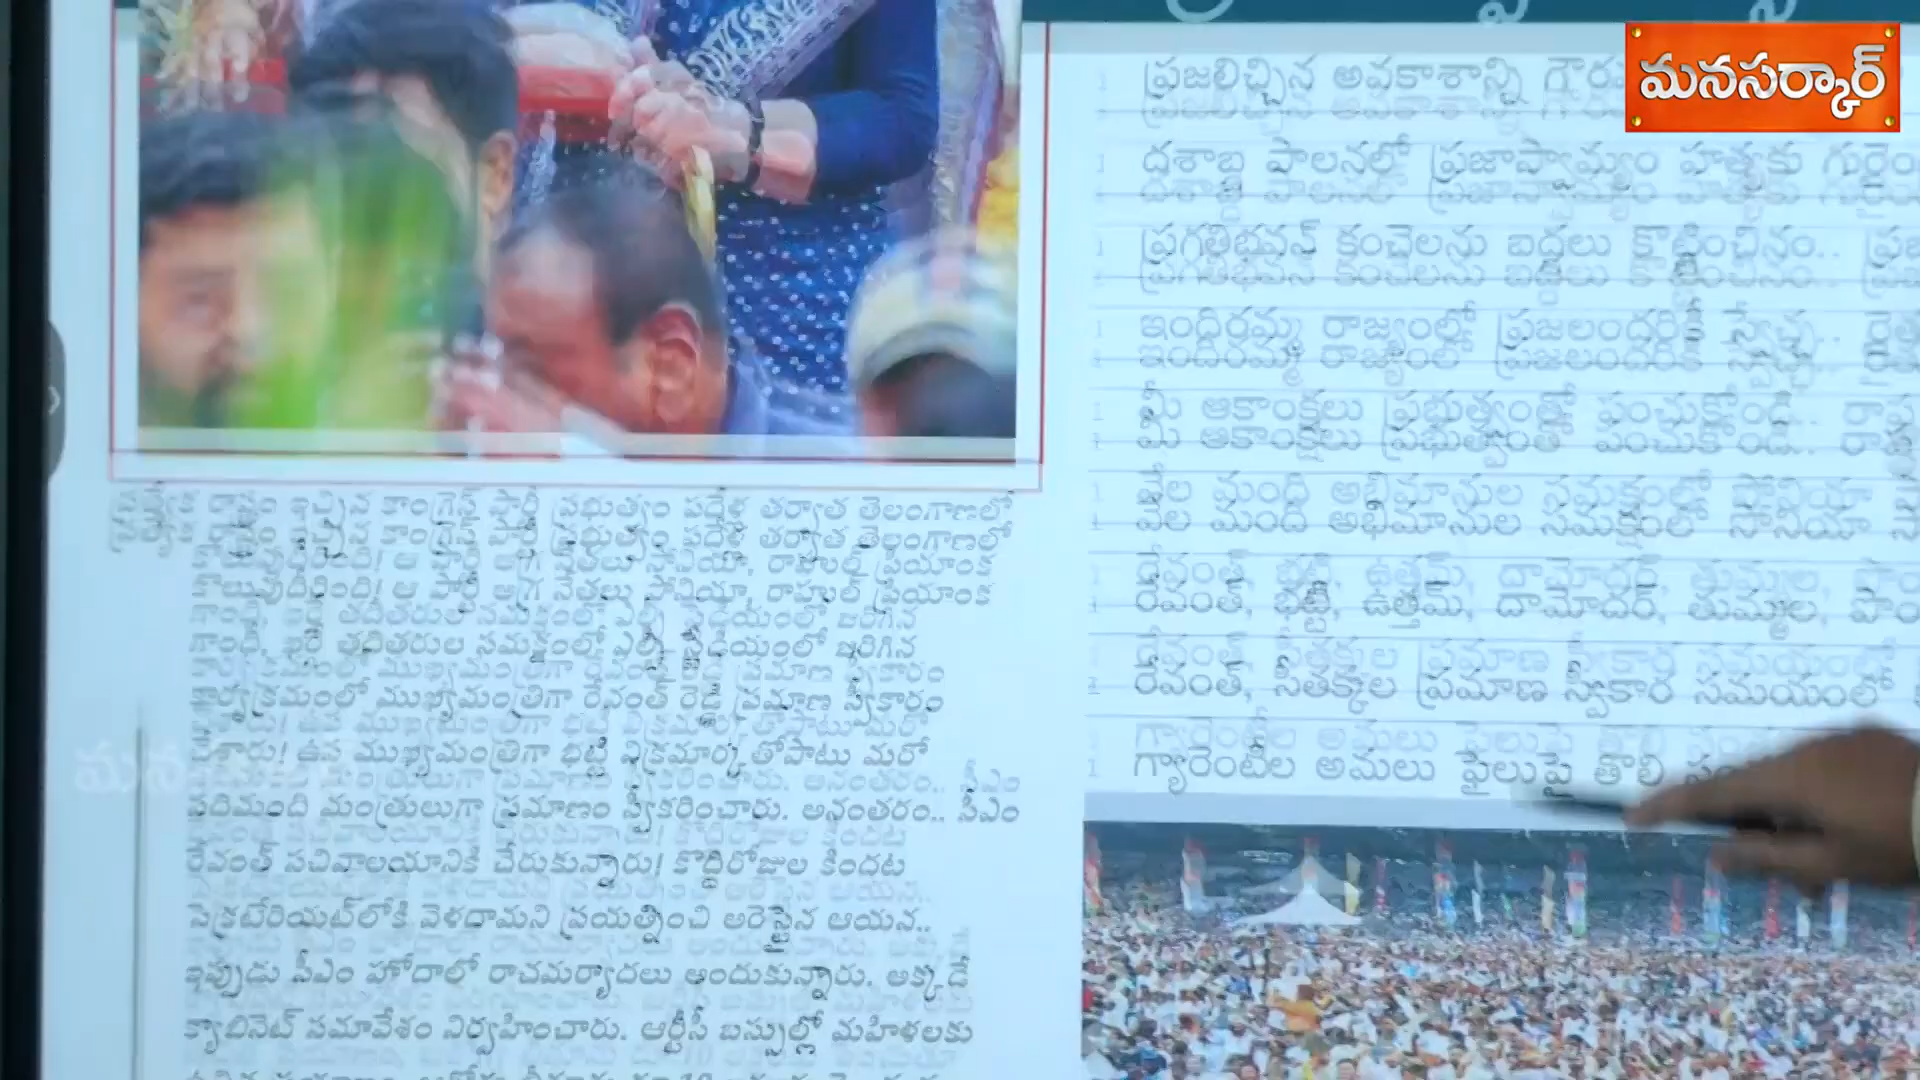 మనసర్కార్
ప్రజలిచ్చిన అవకాశాన్ని
దశాబ్ద పాలనలో ప్రజాస్వామ్యం హత్యకు
ప్రగతిభవన్ కంచెలను బద్దలు కొట్టించినం..
ఇందిరమ్మ రాజ్యంలో ప్రజలందరికీ స్వేచ్ఛ..
మీ ఆకాంక్షలు ప్రభుత్వంతో పంచుకోండి..
వేల మంది అభిమానుల సమక్షంలో సోనియా
రేవంత్, భట్టి, ఉత్తమ్, దామోదర్, తుమ్మల,
రేవంత్, సీతక్కల ప్రమాణ స్వీకార సమయంలో
గ్యారెంటీల అమలు ఫైలుపై తొలి
ప్రత్యేక రాష్ట్రం ఇచ్చిన కాంగ్రెస్ పార్టీ ప్రభుత్వం పదేళ్ల తర్వాత తెలంగాణలో
కొలువుదీరింది! ఆ పార్టీ అగ్ర నేతలు సోనియా, రాహుల్, ప్రియాంక
గాంధీ, ఖర్గే తదితరుల సమక్షంలో ఎల్బీ స్టేడియంలో జరిగిన
కార్యక్రమంలో ముఖ్యమంత్రిగా రేవంత్ రెడ్డి ప్రమాణ స్వీకారం
చేశారు! ఉప ముఖ్యమంత్రిగా భట్టి విక్రమార్కతోపాటు మరో
పదిమంది మంత్రులుగా ప్రమాణం స్వీకరించారు. అనంతరం.. సీఎం
రేవంత్ సచివాలయానికి చేరుకున్నారు! కొద్దిరోజుల కిందట
సెక్రటేరియట్‌లోకి వెళదామని ప్రయత్నించి అరెస్టైన ఆయన..
ఇప్పుడు సీఎం హోదాలో రాచమర్యాదలు అందుకున్నారు. అక్కడే
క్యాబినెట్ సమావేశం నిర్వహించారు. ఆర్టీసీ బస్సుల్లో మహిళలకు